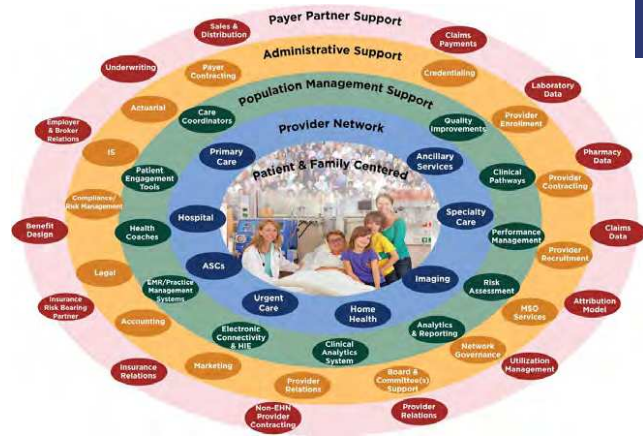 Payer Partner Support
Sales &
Distribution
Claims
Payments
Underwriting
Laboratory
Data
Employer
& Broker
Relations
Pharmacy
Data
Benefit
Design
Claims
Data
Insurance
Risk Bearing
Partner
Attribution
Model
Insurance
Relations
Utilization
Management
Non-EHN
Provider
Contracting
Provider
Relations
Administrative Support
Payer
Contracting
Credentialing
Actuarial
Provider
Enrollment
IS
Provider
Contracting
Compliance/
Risk Management
Provider
Recruitment
Legal
MSO
Services
Accounting
Network
Governance
Marketing
Board &
Committee(s)
Support
Provider
Relations
Population Management Support
Care
Coordinators
Quality
Improvements
Patient
Engagement
Tools
Clinical
Pathways
Health
Coaches
Performance
Management
EMR/Practice
Management
Systems
Risk
Assessment
Electronic
Connectivity
& HIE
Analytics
& Reporting
Clinical
Analytics
System
Provider Network
Primary
Care
Ancillary
Services
Hospital
Specialty
Care
ASCs
Imaging
Urgent
Care
Home
Health
Patient & Family Centered